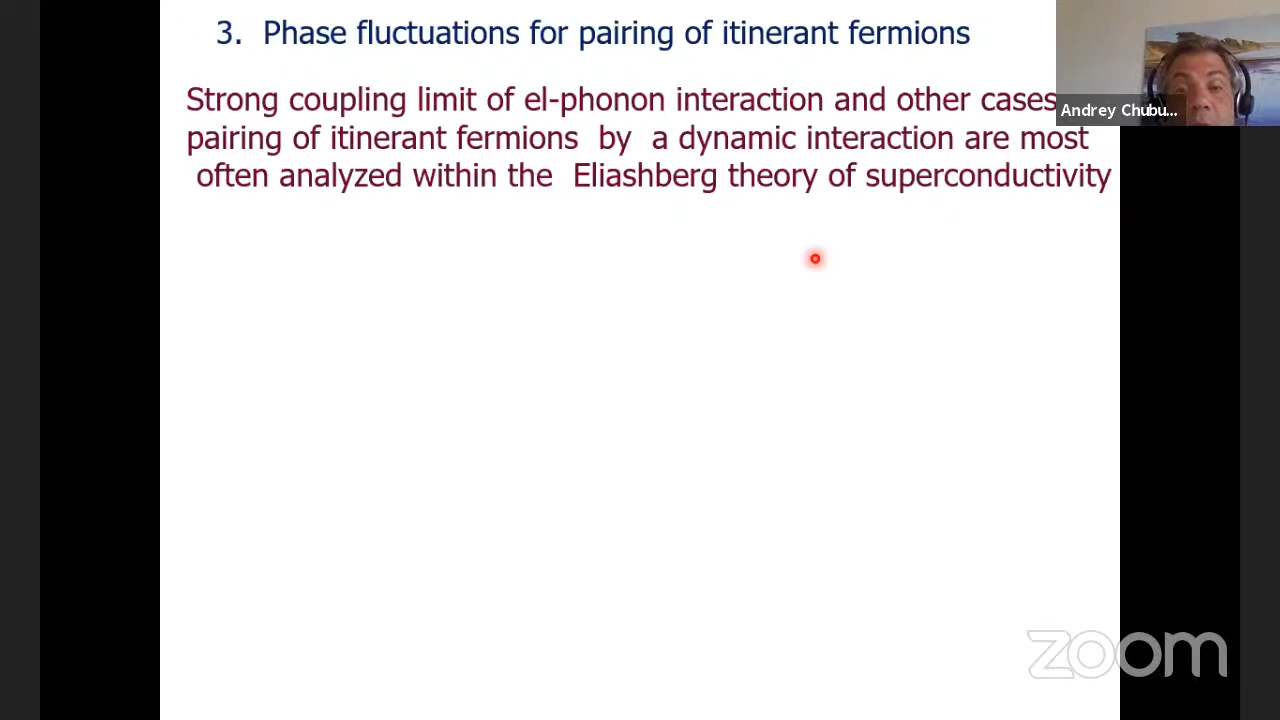 3. Phase fluctuations for pairing of itinerant fermions
Strong coupling limit of el-phonon interaction and other cases
pairing of itinerant fermions by a dynamic interaction are most
often analyzed within the Eliashberg theory of superconductivity
Andrey Chubu...
zoom